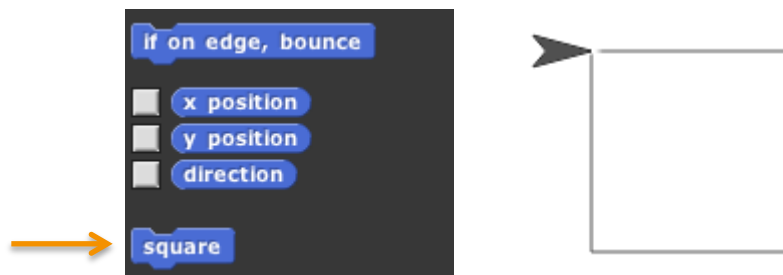 if on edge, bounce
x position
y position
direction
square